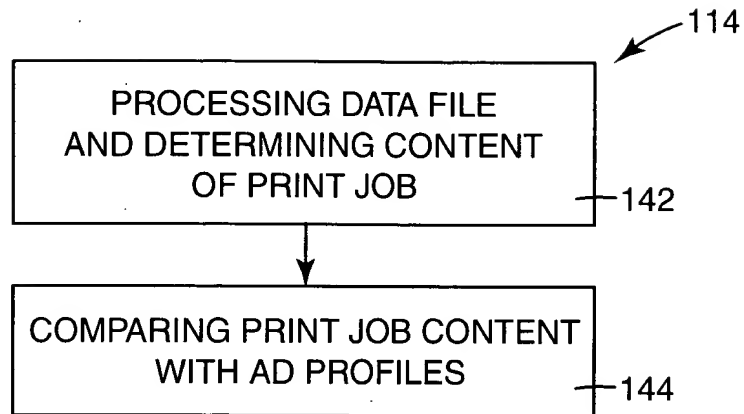 114
PROCESSING DATA FILE
AND DETERMINING CONTENT
OF PRINT JOB
142
COMPARING PRINT JOB CONTENT
WITH AD PROFILES
144